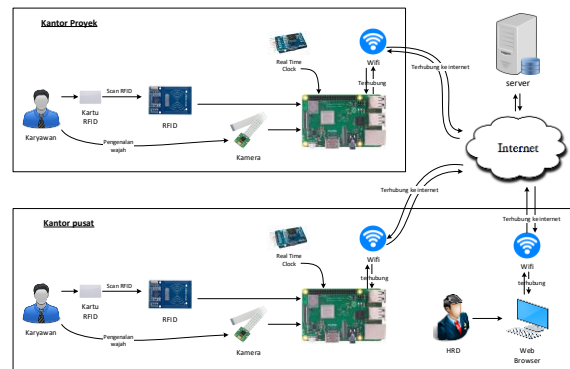 Kantor Proyek
Real Time
Clock
Wifi
Terhubung
Terhubung ke internet
server
Scan RFID
Karyawan
Kartu
RFID
RFID
Pengenalan
wajah
Kamera
Internet
Terhubung ke internet
Kantor pusat
Terhubung ke internet
Real Time
Clock
Wifi
terhubung
Wifi
terhubung
Scan RFID
Karyawan
Kartu
RFID
RFID
Pengenalan
wajah
Kamera
HRD
Web
Browser